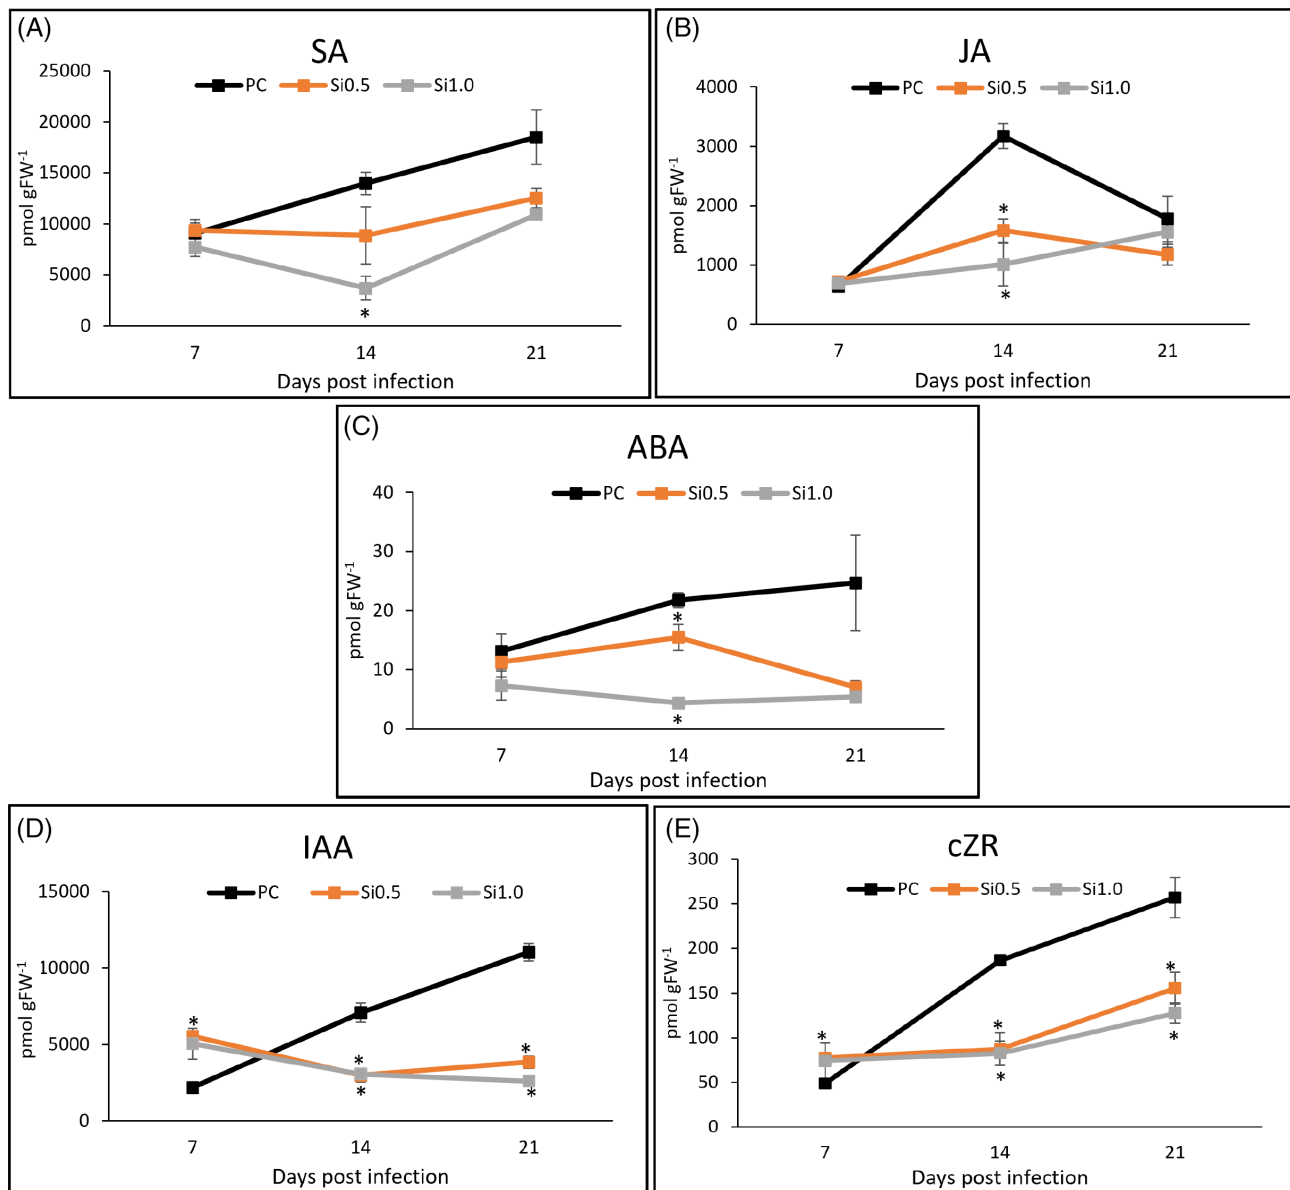 (A)
SA
PC Si0.5 Si1.0
25000
20000
15000
10000
5000
0
pmol gFW-1
*
7 14 21
Days post infection
(B)
JA
PC Si0.5 Si1.0
4000
3000
2000
1000
0
pmol gFW-1
*
*
7 14 21
Days post infection
(C)
ABA
PC Si0.5 Si1.0
40
30
20
10
0
pmol gFW-1
*
*
7 14 21
Days post infection
(D)
IAA
PC Si0.5 Si1.0
15000
10000
5000
0
pmol gFW-1
* * *
* *
7 14 21
Days post infection
(E)
cZR
PC Si0.5 Si1.0
300
250
200
150
100
50
0
pmol gFW-1
* * *
* *
7 14 21
Days post infection